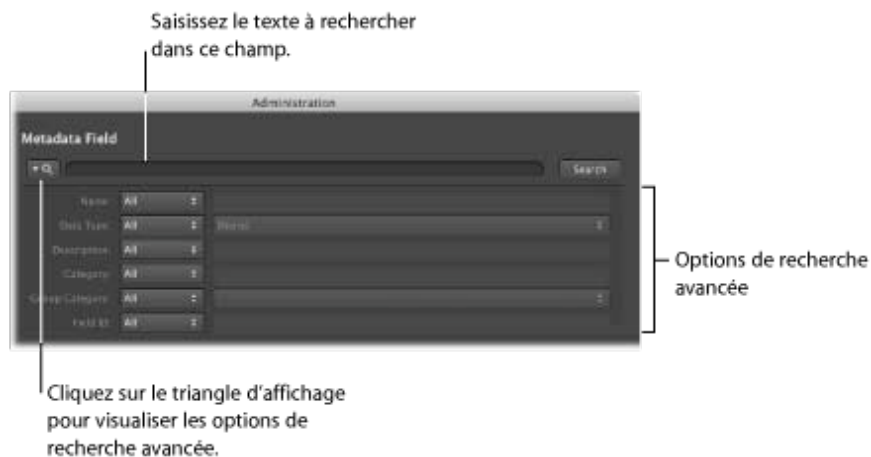 Saisissez le texte à rechercher
dans ce champ.
Administration
Metadata Field
Search
Name All
Data Type All (None)
Description All
Category All
Group Category All
Field ID All
Options de recherche
avancée
Cliquez sur le triangle d'affichage
pour visualiser les options de
recherche avancée.